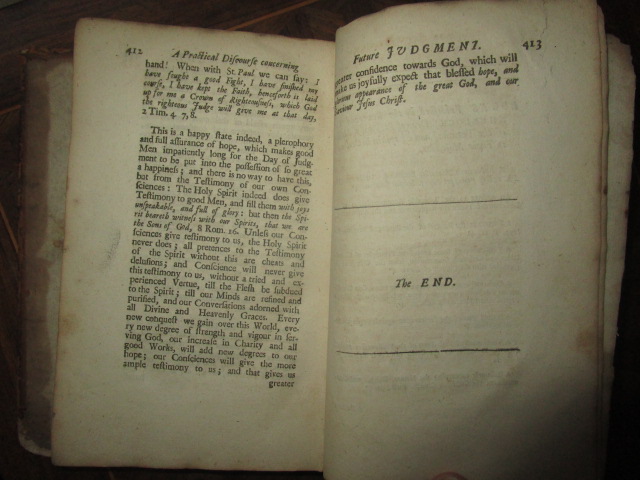 412
A Practical Discourse concerning
hand! When with St. Paul we can say; I
have fought a good Fight, I have finished my
course, I have kept the Faith, henceforth is laid
up for me a Crown of Righteousness, which God
the righteous Judge will give me at that day,
2 Tim. 4. 7, 8.
This is a happy state indeed, a plerophory
and full assurance of hope, which makes good
Men impatiently long for the Day of Judg-
ment to be put into the possession of so great
a happiness; and there is no way to have this,
but from the Testimony of our own Con-
sciences: The Holy Spirit indeed does give
Testimony to good Men, and fill them with joys
unspeakable, and full of glory: but then the Spi-
rit beareth witness with our Spirits, that we are
the Sons of God, 8 Rom. 16. Unless our Con-
sciences give testimony to us, the Holy Spirit
never does; all pretences to the Testimony
of the Spirit without this are cheats and
delusions; and Conscience will never give
this testimony to us, without a tried and ex-
perienced Vertue, till the Flesh be subdued
to the Spirit; till our Minds are refined and
purified, and our Conversations adorned with
all Divine and Heavenly Graces. Every
new conquest we gain over this World, eve-
ry new degree of strength and vigour in ser-
ving God, our increase in Charity and all
good Works, will add new degrees to our
hope; our Consciences will give the more
ample testimony to us; and that gives us
greater
Future JUDGMENT.
413
greater confidence towards God, which will
make us joyfully expect that blessed hope, and
glorious appearance of the great God, and our
Saviour Jesus Christ.
The END.